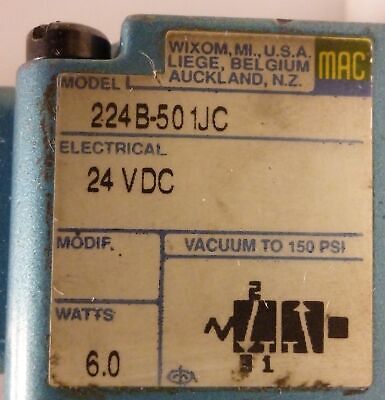 WIXOM, MI., U.S.A.
LIEGE, BELGIUM
AUCKLAND, N.Z.
MAC
MODEL
224B-501JC
ELECTRICAL
24 VDC
MODIF.
VACUUM TO 150 PSI
WATTS
6.0
2
3 1